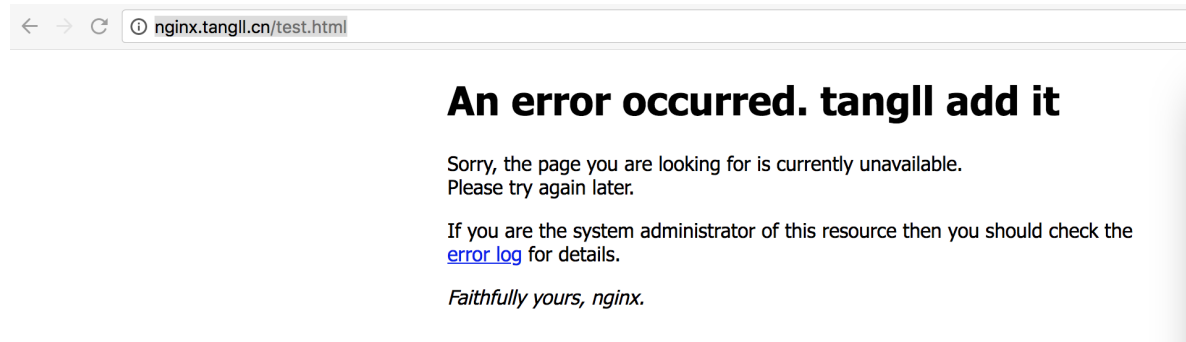 nginx.tangll.cn/test.html
An error occurred. tangll add it
Sorry, the page you are looking for is currently unavailable.
Please try again later.
If you are the system administrator of this resource then you should check the
error log for details.
Faithfully yours, nginx.